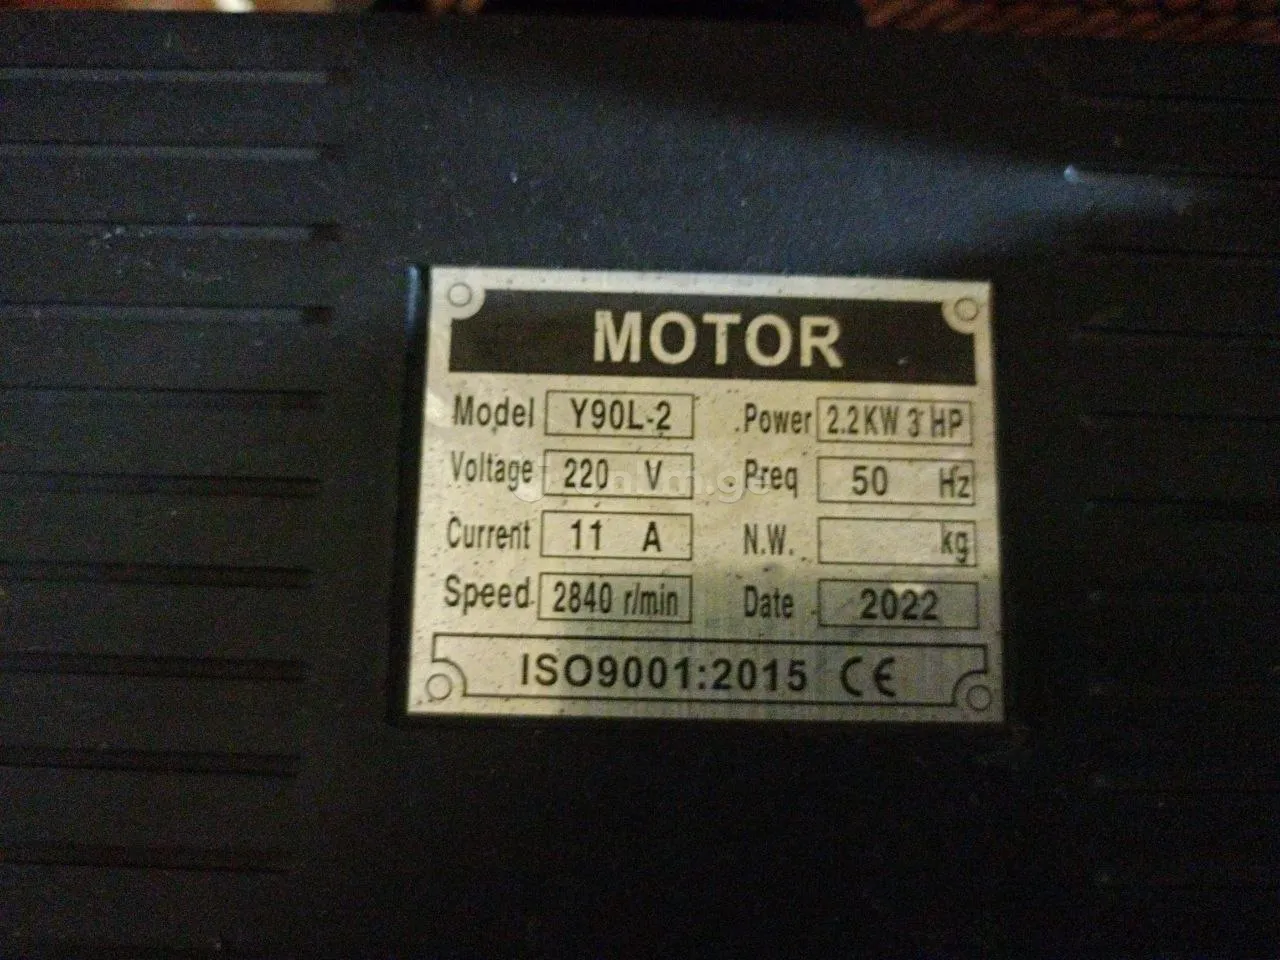 MOTOR
Model Y90L-2 Power 2.2KW 3 HP
Voltage 220 V Preq 50 Hz
Current 11 A N.W. kg
Speed 2840 r/min Date 2022
ISO9001:2015 CE